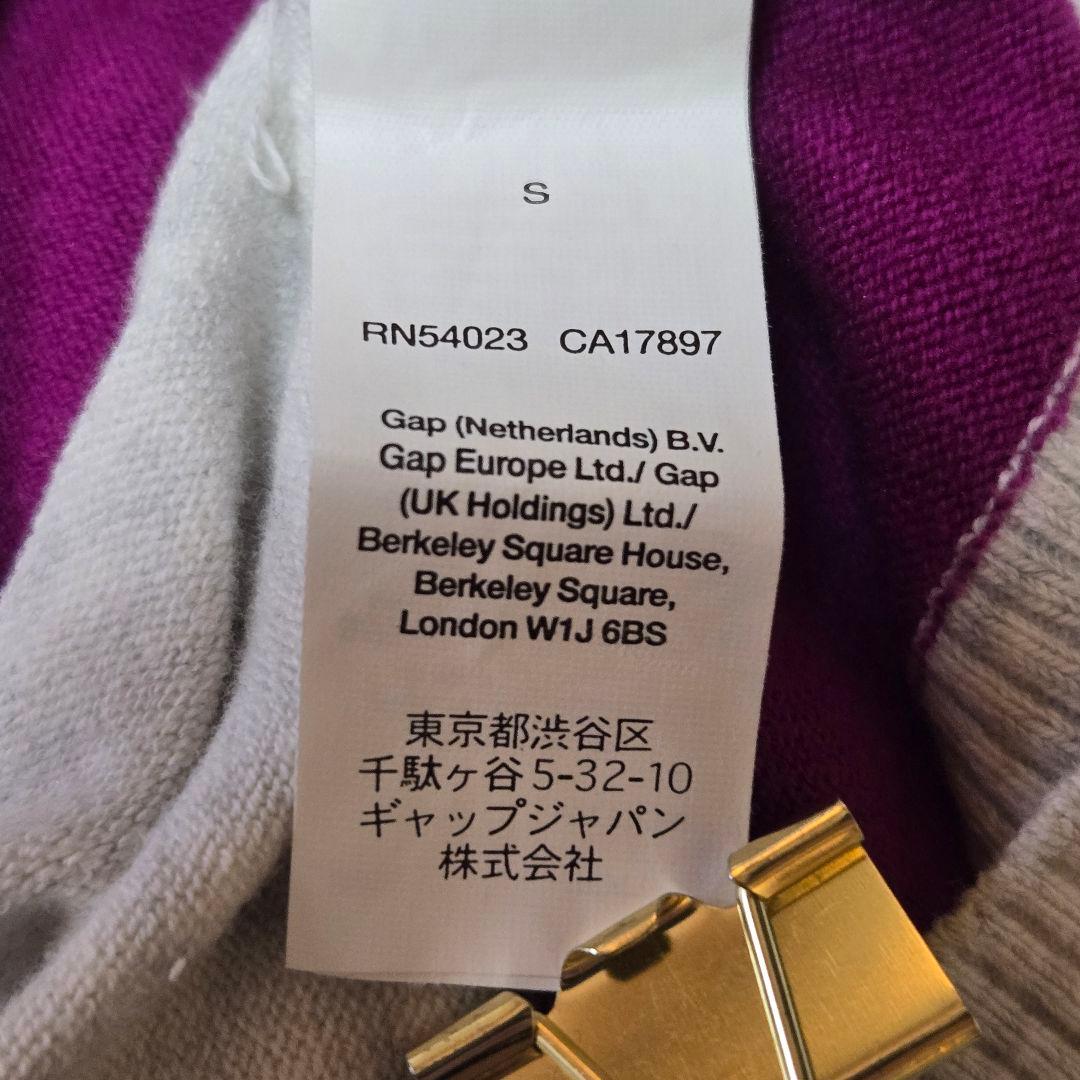 S
RN54023 CA17897
Gap (Netherlands) B.V.
Gap Europe Ltd./ Gap
(UK Holdings) Ltd./
Berkeley Square House,
Berkeley Square,
London W1J 6BS
東京都渋谷区
千駄ヶ谷5-32-10
ギャップジャパン
株式会社